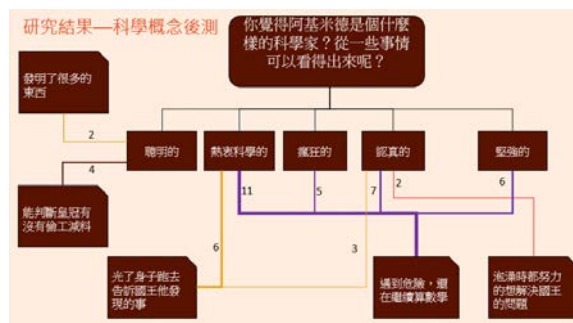 研究結果—科學概念後測
你覺得阿基米德是個什麼
樣的科學家？從一些事情
可以看得出來呢？
發明了很多的
東西
2
4
聰明的
熱衷科學的
瘋狂的
認真的
堅強的
11
5
7
2
6
能判斷皇冠有
沒有偷工減料
6
3
光了身子跑去
告訴國王他發
現的事
遇到危險，還
在繼續算數學
泡澡時都努力
的想解決國王
的問題